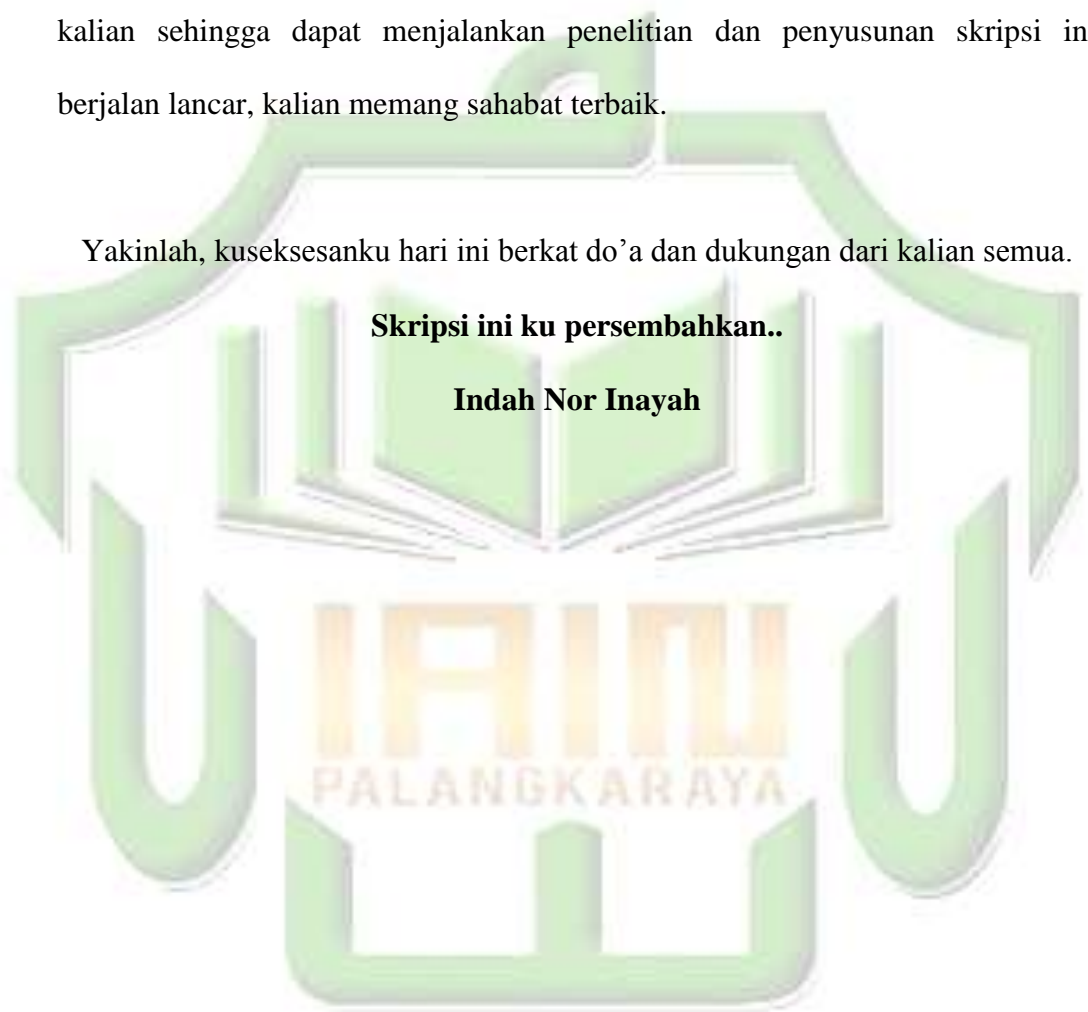 kalian sehingga dapat menjalankan penelitian dan penyusunan skripsi in
berjalan lancar, kalian memang sahabat terbaik.
Yakinlah, kuseksesanku hari ini berkat do’a dan dukungan dari kalian semua.
Skripsi ini ku persembahkan..
Indah Nor Inayah
IAIN
PALANGKARAYA